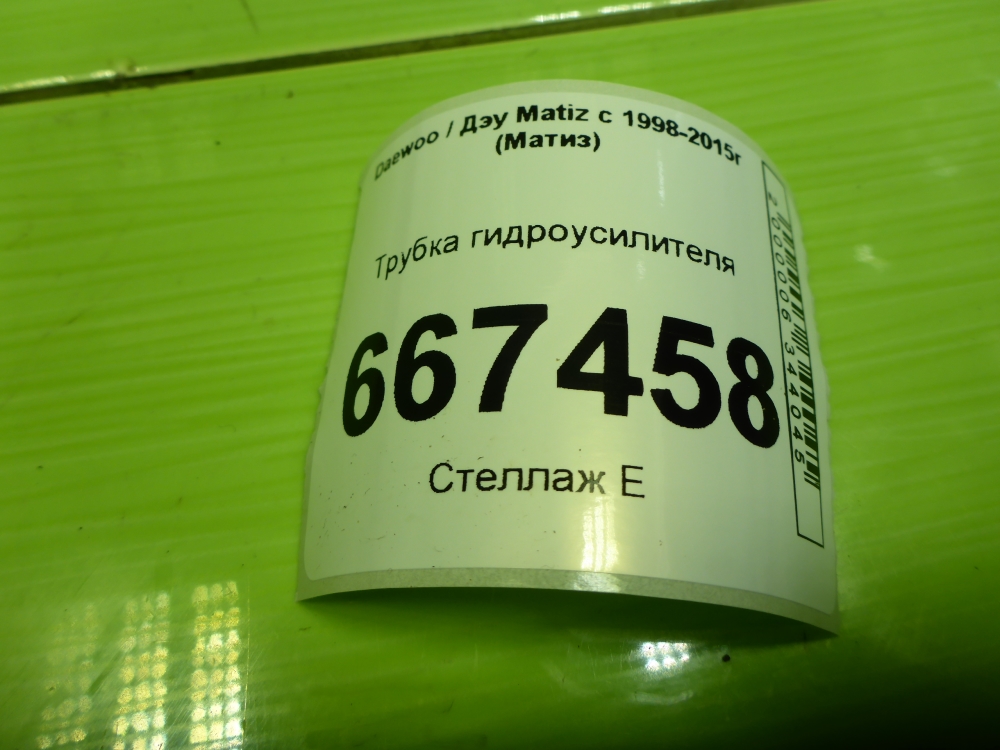 Daewoo / Дэу Matiz с 1998-2015г
(Матиз)
Трубка гидроусилителя
667458
Стеллаж Е
2000006344045